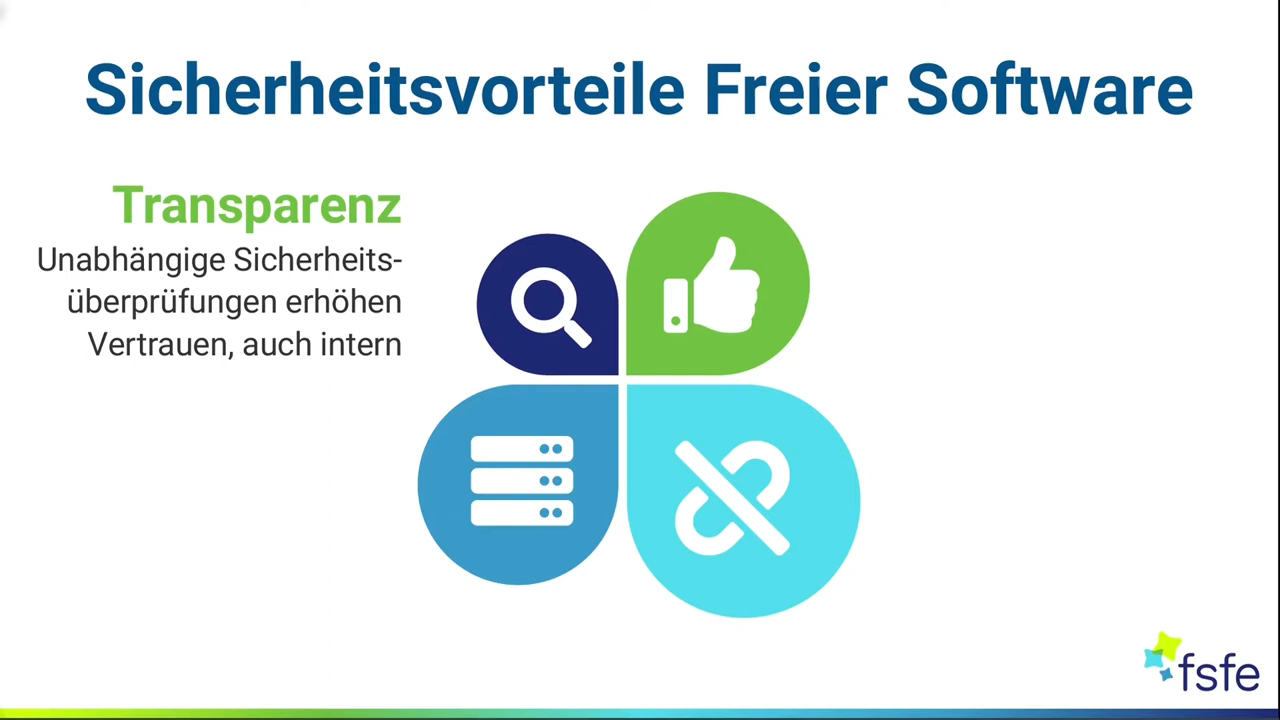 Sicherheitsvorteile Freier Software
Transparenz
Unabhängige Sicherheits-
überprüfungen erhöhen
Vertrauen, auch intern
fsfe